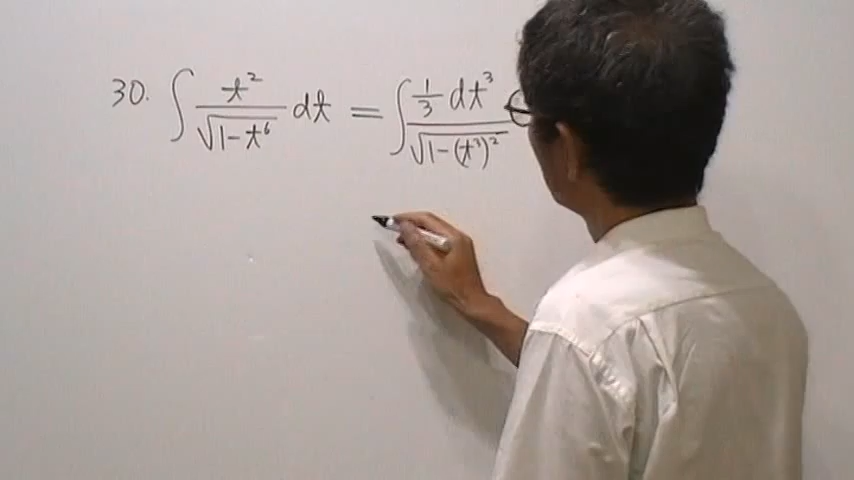 30. ∫ t² / √(1-t⁶) dt = ∫ (1/3 dt³) / √(1-(t³)²)